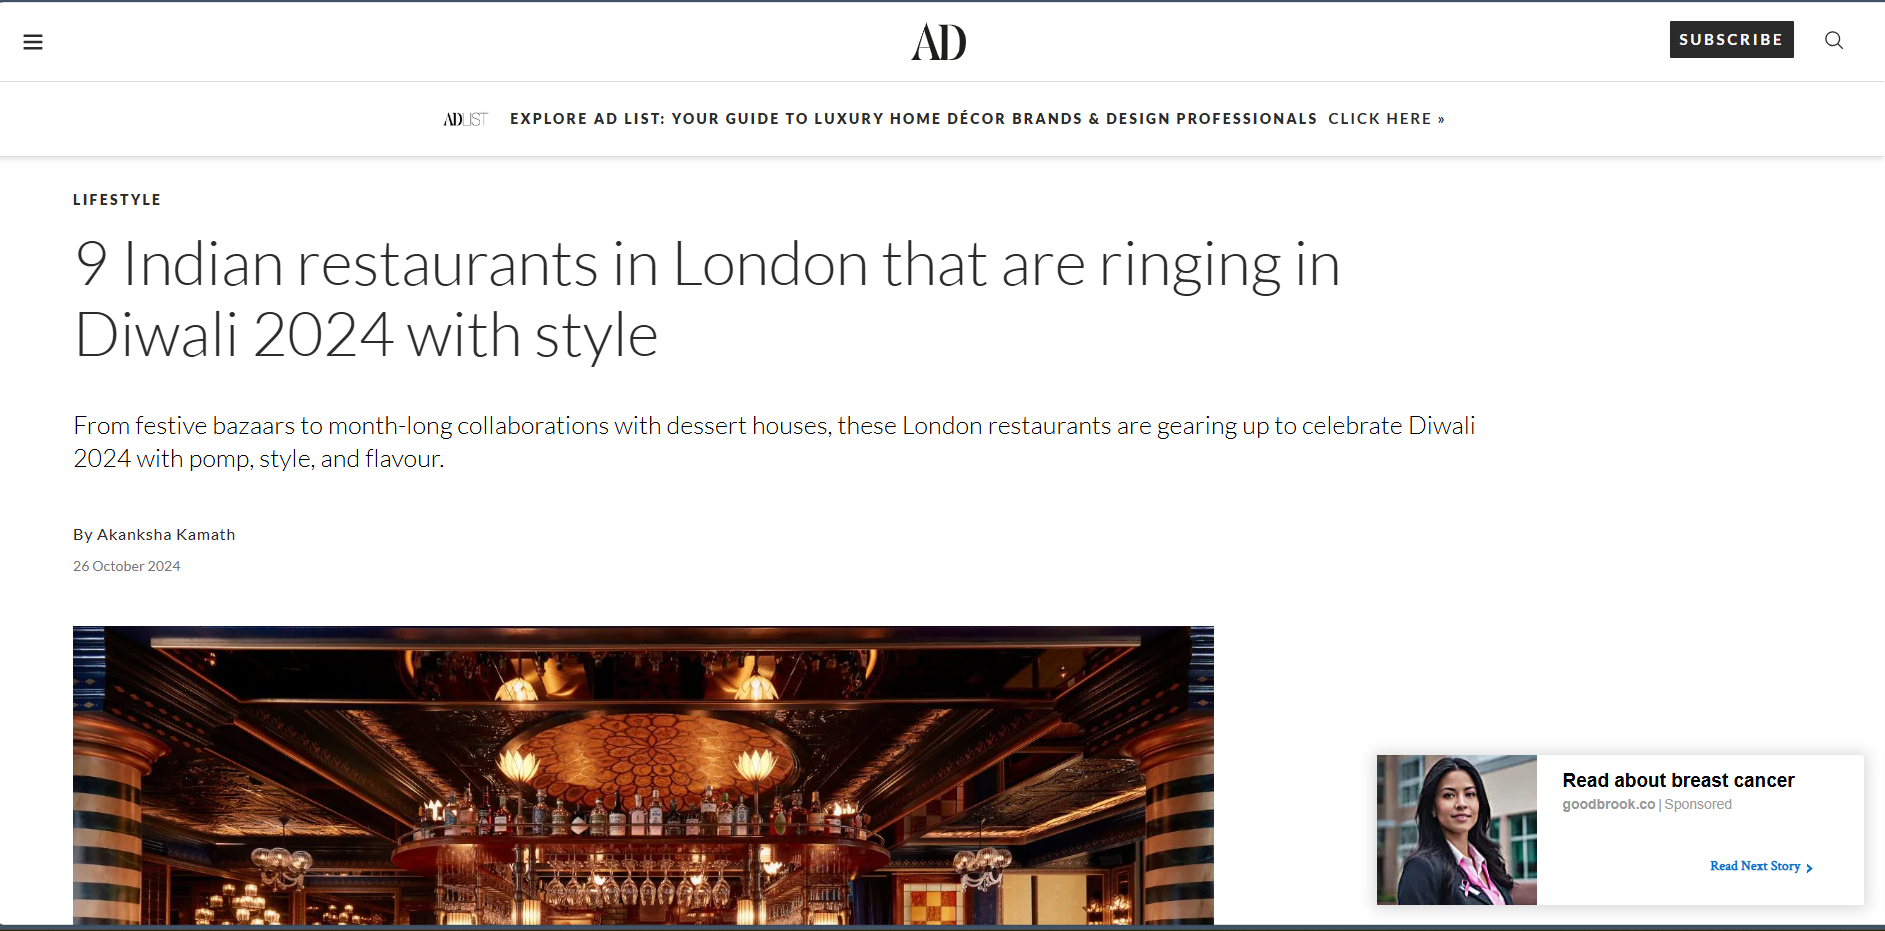 AD
SUBSCRIBE
ADLIST EXPLORE AD LIST: YOUR GUIDE TO LUXURY HOME DÉCOR BRANDS & DESIGN PROFESSIONALS CLICK HERE »
LIFESTYLE
9 Indian restaurants in London that are ringing in
Diwali 2024 with style
From festive bazaars to month-long collaborations with dessert houses, these London restaurants are gearing up to celebrate Diwali
2024 with pomp, style, and flavour.
By Akanksha Kamath
26 October 2024
Read about breast cancer
goodbrook.co | Sponsored
Read Next Story